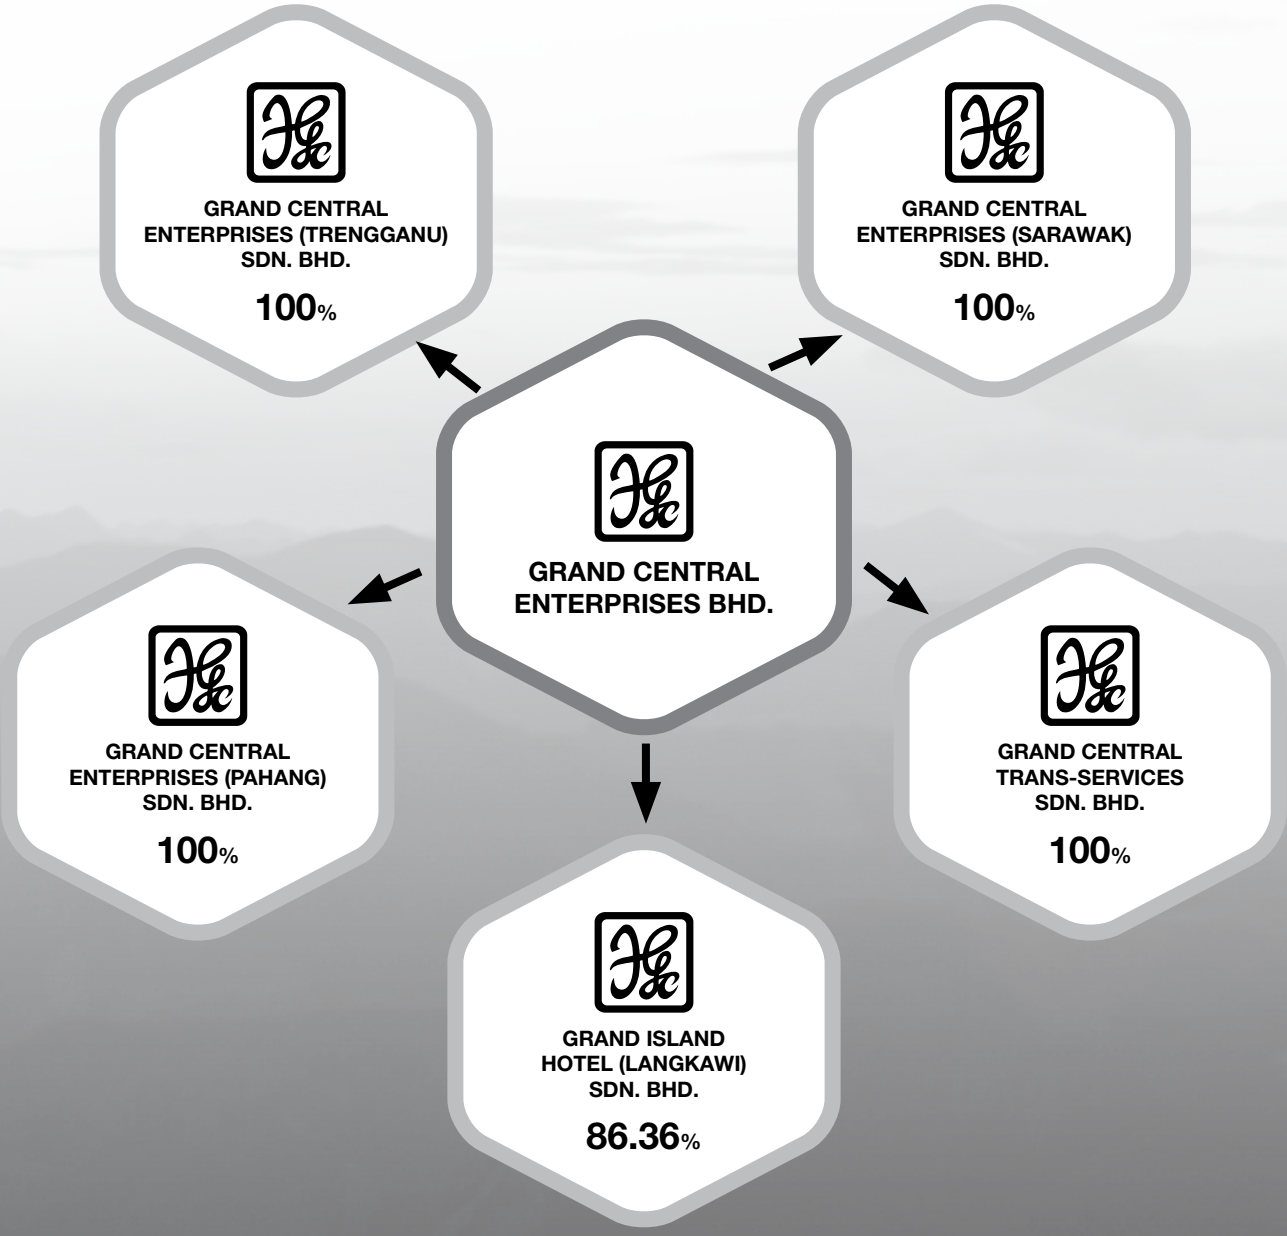 GRAND CENTRAL
ENTERPRISES (TRENGGANU)
SDN. BHD.
100%
GRAND CENTRAL
ENTERPRISES (SARAWAK)
SDN. BHD.
100%
GRAND CENTRAL
ENTERPRISES BHD.
GRAND CENTRAL
ENTERPRISES (PAHANG)
SDN. BHD.
100%
GRAND CENTRAL
TRANS-SERVICES
SDN. BHD.
100%
GRAND ISLAND
HOTEL (LANGKAWI)
SDN. BHD.
86.36%